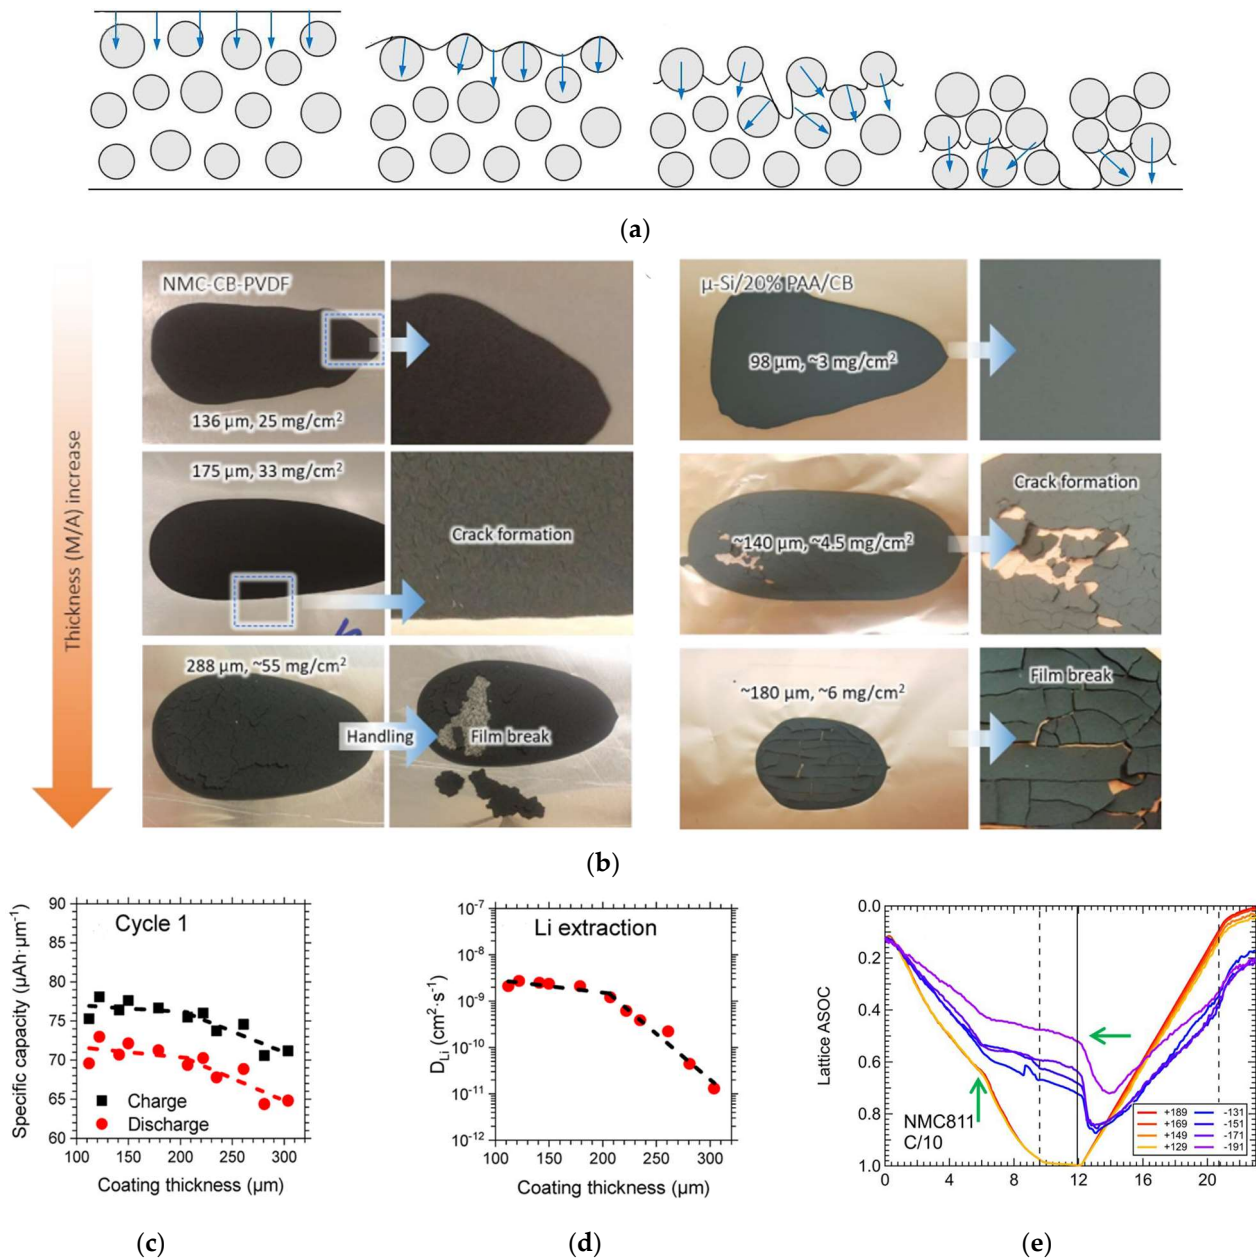 (a)
Thickness (M/A) increase
NMC-CB-PVDF
136 µm, 25 mg/cm²
µ-Si/20% PAA/CB
98 µm, ~3 mg/cm²
175 µm, 33 mg/cm²
Crack formation
~140 µm, ~4.5 mg/cm²
Crack formation
288 µm, ~55 mg/cm²
Handling
Film break
~180 µm, ~6 mg/cm²
Film break
(b)
Specific capacity (µAh·µm⁻¹)
90
85
80
75
70
65
60
Cycle 1
Charge
Discharge
100 150 200 250 300
Coating thickness (µm)
D_Li (cm²·s⁻¹)
10⁻⁷
10⁻⁸
10⁻⁹
10⁻¹⁰
10⁻¹¹
10⁻¹²
Li extraction
100 150 200 250 300
Coating thickness (µm)
Lattice ASOC
0.0
0.2
0.4
0.6
0.8
1.0
NMC811
C/10
+189 -131
+169 -151
+149 -171
+129 -191
0 4 8 12 16 20
(c)
(d)
(e)